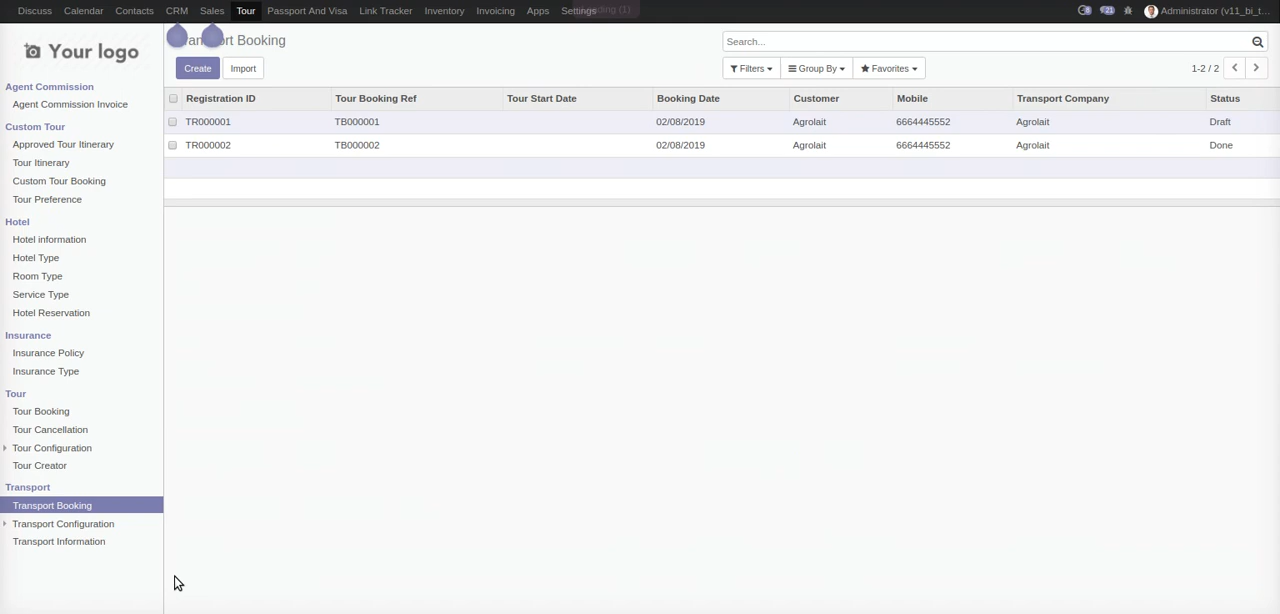 Discuss Calendar Contacts CRM Sales Tour Passport And Visa Link Tracker Inventory Invoicing Apps Settings 21 Administrator (v11_bi_t...
Your logo
Booking
Search...
Create Import
Filters Group By Favorites 1-2 / 2
Registration ID Tour Booking Ref Tour Start Date Booking Date Customer Mobile Transport Company Status
TR000001 TB000001 02/08/2019 Agrolait 6664445552 Agrolait Draft
TR000002 TB000002 02/08/2019 Agrolait 6664445552 Agrolait Done
Agent Commission
Agent Commission Invoice
Custom Tour
Approved Tour Itinerary
Tour Itinerary
Custom Tour Booking
Tour Preference
Hotel
Hotel information
Hotel Type
Room Type
Service Type
Hotel Reservation
Insurance
Insurance Policy
Insurance Type
Tour
Tour Booking
Tour Cancellation
Tour Configuration
Tour Creator
Transport
Transport Booking
Transport Configuration
Transport Information